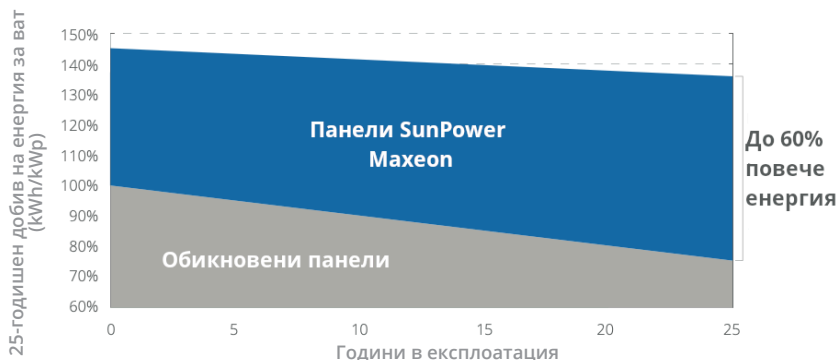 25-годишен добив на енергия за ват
(kWh/kWp)
150%
140%
130%
120%
110%
100%
90%
80%
70%
60%
Панели SunPower
Maxeon
Обикновени панели
До 60%
повече
енергия
0 5 10 15 20 25
Години в експлоатация